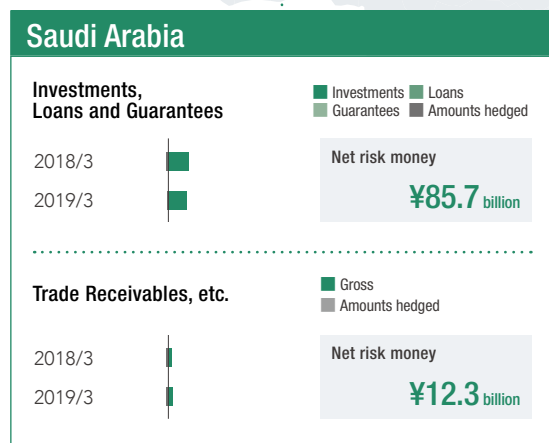 Saudi Arabia
Investments,
Loans and Guarantees
Investments Loans
Guarantees Amounts hedged
2018/3
2019/3
Net risk money
¥85.7 billion
Trade Receivables, etc.
Gross
Amounts hedged
2018/3
2019/3
Net risk money
¥12.3 billion